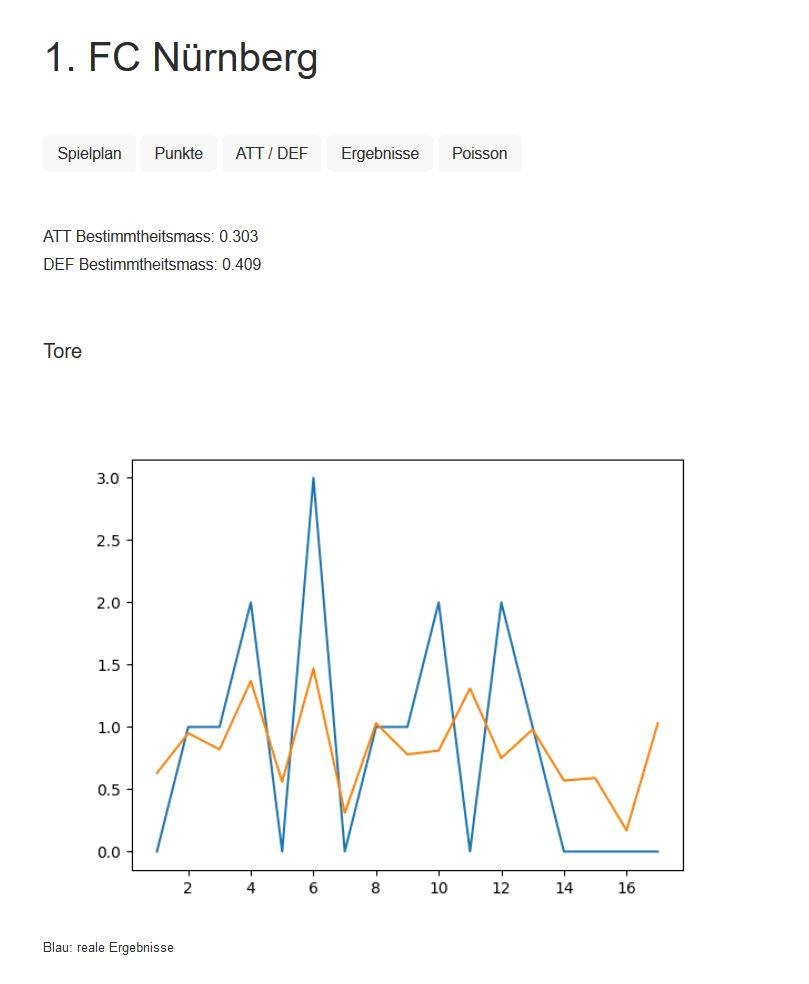 1. FC Nürnberg
Spielplan Punkte ATT / DEF Ergebnisse Poisson
ATT Bestimmtheitsmass: 0.303
DEF Bestimmtheitsmass: 0.409
Tore
3.0
2.5
2.0
1.5
1.0
0.5
0.0
2 4 6 8 10 12 14 16
Blau: reale Ergebnisse